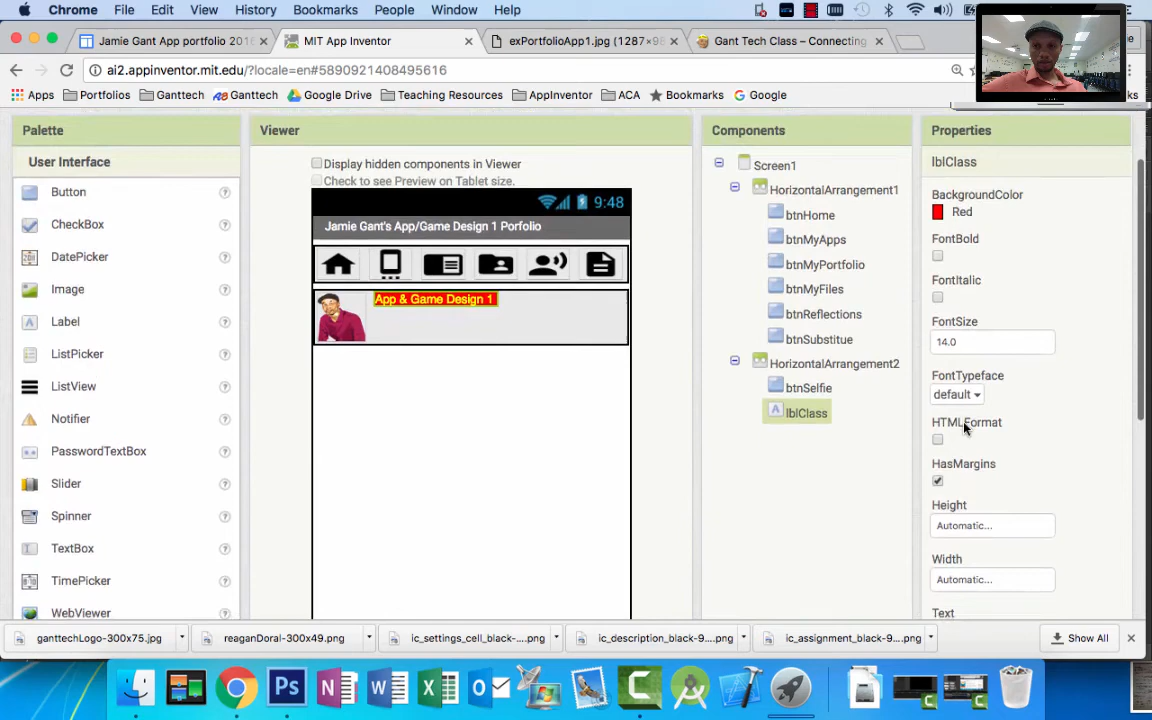 Chrome File Edit View History Bookmarks People Window Help
Jamie Gant App portfolio 2016
MIT App Inventor
exPortfolioApp1.jpg (1287×98
Gant Tech Class – Connecting
ai2.appinventor.mit.edu/?locale=en#5890921408495616
Apps Portfolios Ganttech Ganttech Google Drive Teaching Resources AppInventor ACA Bookmarks Google
Palette
Viewer
Components
Properties
User Interface
Button
CheckBox
DatePicker
Image
Label
ListPicker
ListView
Notifier
PasswordTextBox
Slider
Spinner
TextBox
TimePicker
WebViewer
Display hidden components in Viewer
Check to see Preview on Tablet size.
9:48
Jamie Gant's App/Game Design 1 Porfolio
App & Game Design 1
Screen1
HorizontalArrangement1
btnHome
btnMyApps
btnMyPortfolio
btnMyFiles
btnReflections
btnSubstitue
HorizontalArrangement2
btnSelfie
lblClass
lblClass
BackgroundColor
Red
FontBold
FontItalic
FontSize
14.0
FontTypeface
default
HTMLFormat
HasMargins
Height
Automatic...
Width
Automatic...
Text
ganttechLogo-300x75.jpg
reaganDoral-300x49.png
ic_settings_cell_black-....png
ic_description_black-9....png
ic_assignment_black-9....png
Show All